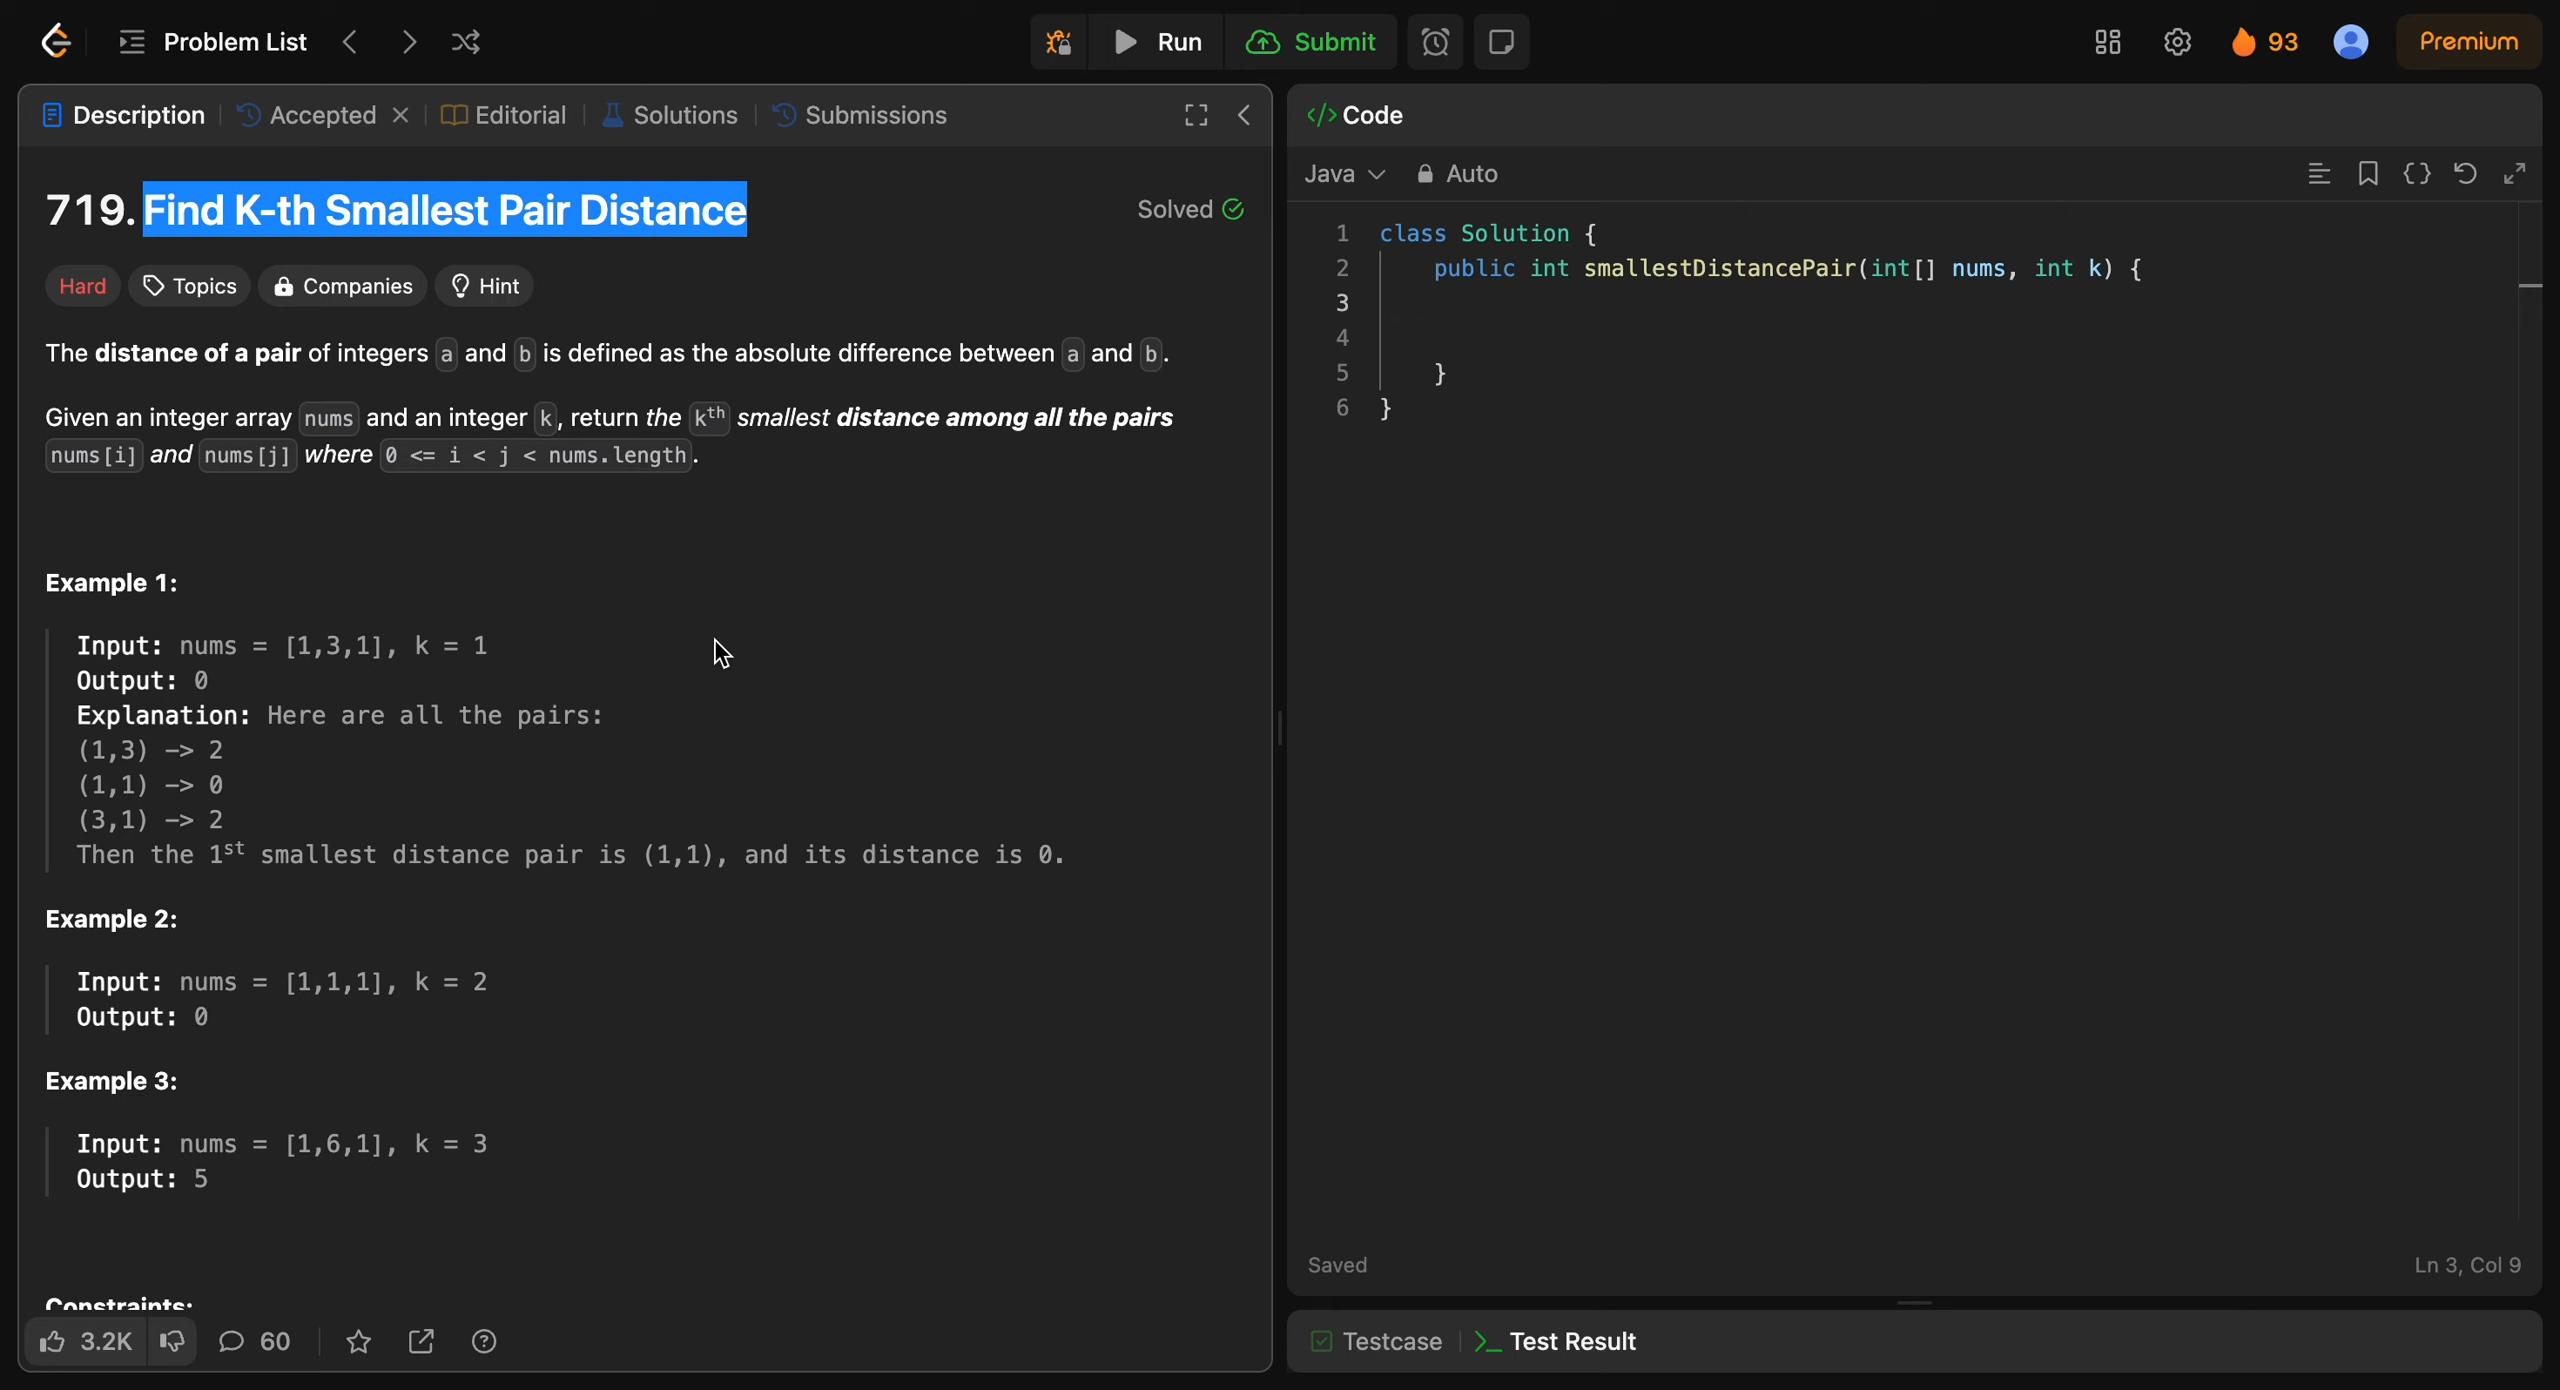 Problem List
Run
Submit
93
Premium
Description
Accepted
Editorial
Solutions
Submissions
719. Find K-th Smallest Pair Distance
Solved
Hard
Topics
Companies
Hint
The distance of a pair of integers a and b is defined as the absolute difference between a and b.
Given an integer array nums and an integer k, return the kth smallest distance among all the pairs
nums[i] and nums[j] where 0 <= i < j < nums.length.
Example 1:
Input: nums = [1,3,1], k = 1
Output: 0
Explanation: Here are all the pairs:
(1,3) -> 2
(1,1) -> 0
(3,1) -> 2
Then the 1st smallest distance pair is (1,1), and its distance is 0.
Example 2:
Input: nums = [1,1,1], k = 2
Output: 0
Example 3:
Input: nums = [1,6,1], k = 3
Output: 5
Constraints:
3.2K
60
</> Code
Java
Auto
1 class Solution {
2 public int smallestDistancePair(int[] nums, int k) {
3
4
5 }
6 }
Saved
Ln 3, Col 9
Testcase
>_ Test Result